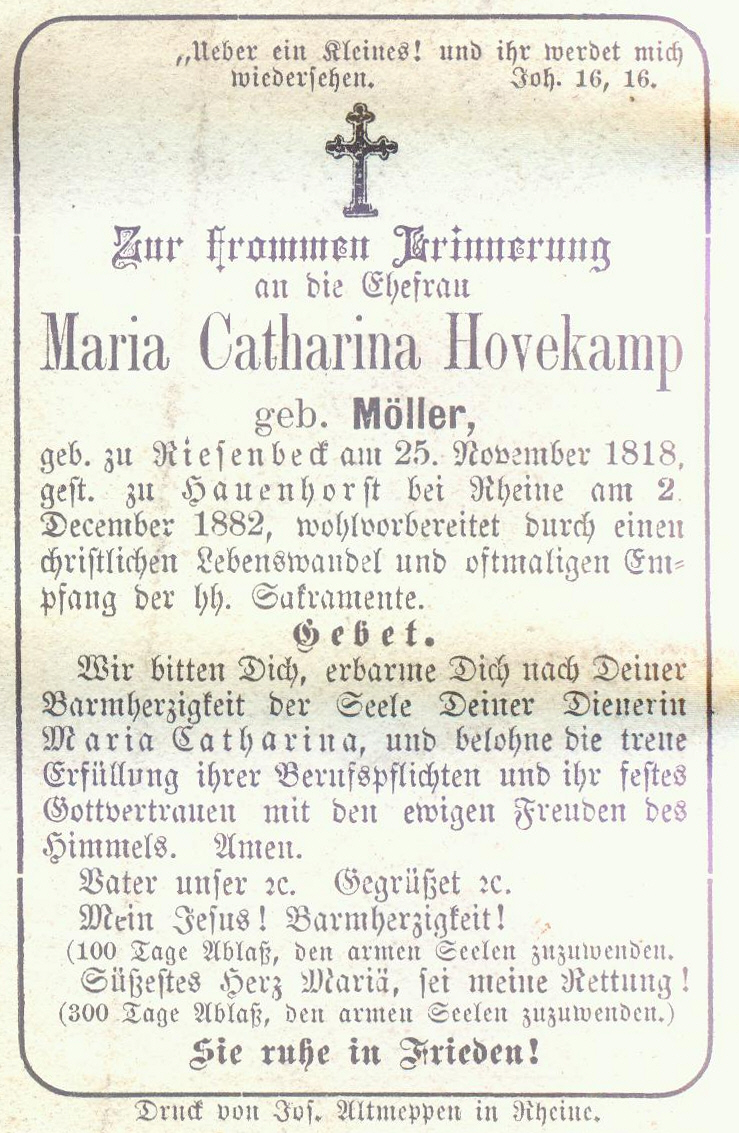 „Ueber ein Kleines! und ihr werdet mich
wiedersehen. Joh. 16, 16.
Zur frommen Erinnerung
an die Ehefrau
Maria Catharina Hovekamp
geb. Möller,
geb. zu Riesenbeck am 25. November 1818,
gest. zu Hauenhorst bei Rheine am 2.
December 1882, wohlvorbereitet durch einen
christlichen Lebenswandel und oftmaligen Em-
pfang der hh. Sakramente.
Gebet.
Wir bitten Dich, erbarme Dich nach Deiner
Barmherzigkeit der Seele Deiner Dienerin
Maria Catharina, und belohne die treue
Erfüllung ihrer Berufspflichten und ihr festes
Gottvertrauen mit den ewigen Freuden des
Himmels. Amen.
Vater unser ꝛc. Gegrüßet ꝛc.
Mein Jesus! Barmherzigkeit!
(100 Tage Ablaß, den armen Seelen zuzuwenden.
Süßestes Herz Mariä, sei meine Rettung!
(300 Tage Ablaß, den armen Seelen zuzuwenden.)
Sie ruhe in Frieden!
Druck von Jos. Altmeppen in Rheine.